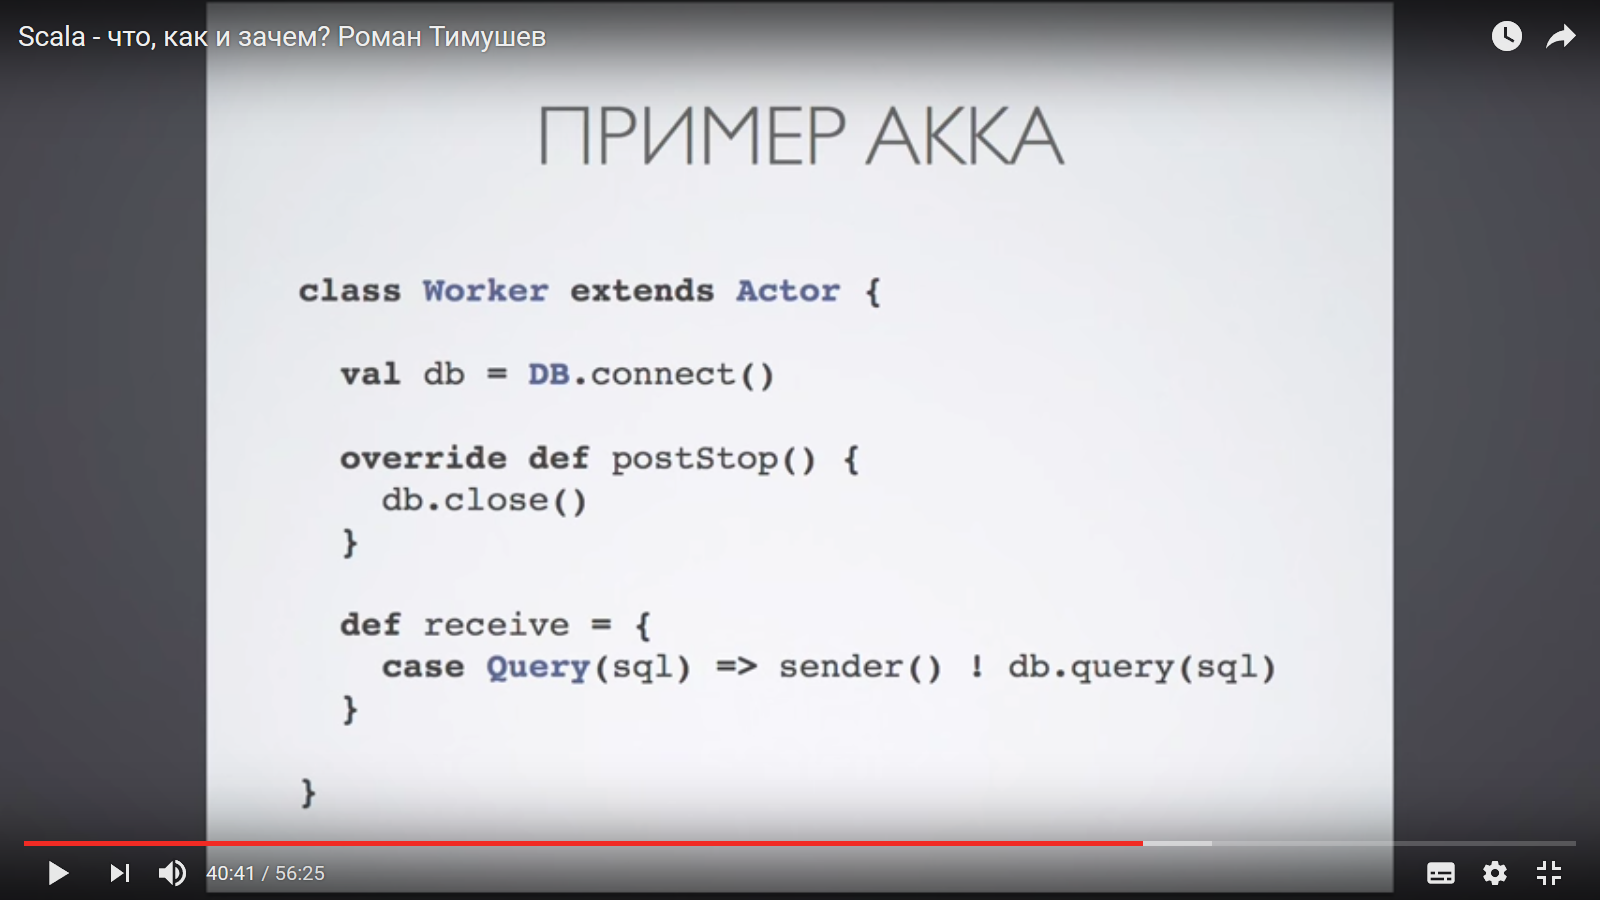 Scala - что, как и зачем? Роман Тимушев
ПРИМЕР АККА
class Worker extends Actor {
val db = DB.connect()
override def postStop() {
db.close()
}
def receive = {
case Query(sql) => sender() ! db.query(sql)
}
}
40:41 / 56:25